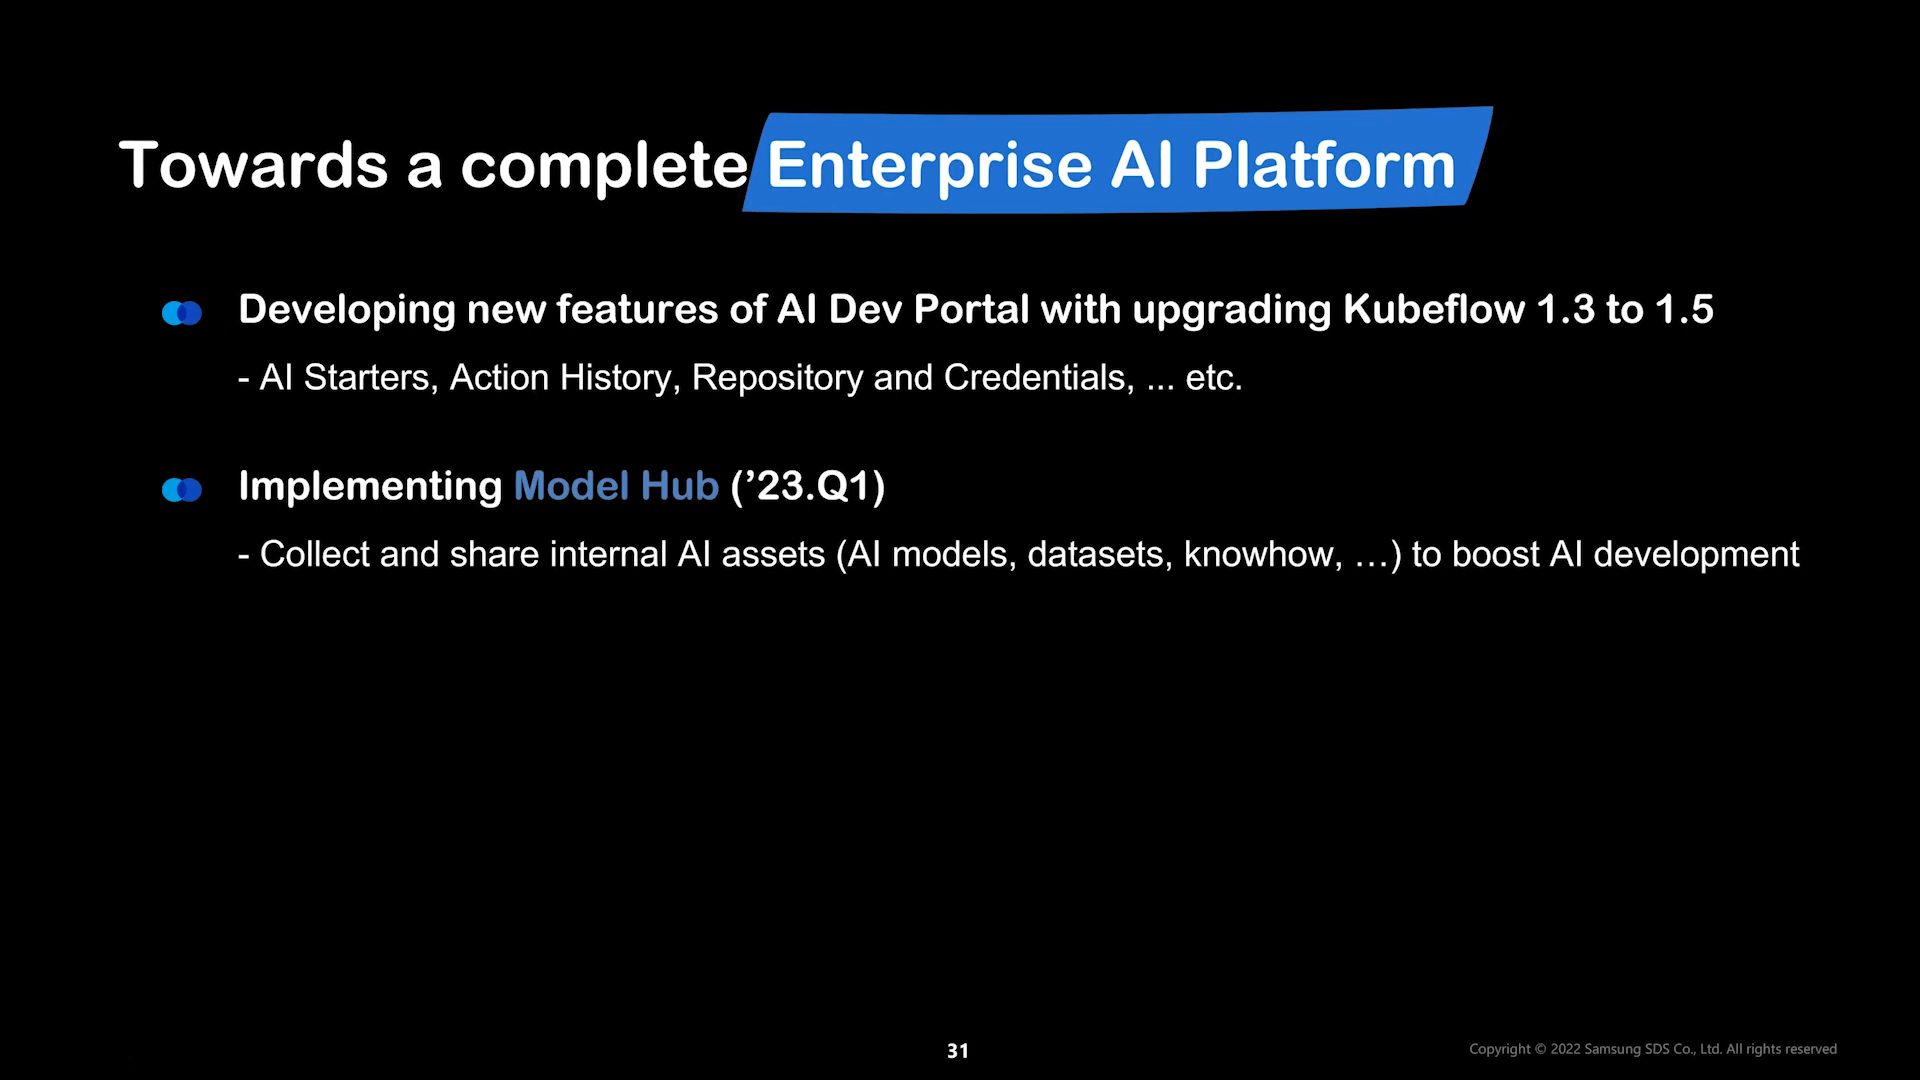 Towards a complete Enterprise AI Platform
Developing new features of AI Dev Portal with upgrading Kubeflow 1.3 to 1.5
- AI Starters, Action History, Repository and Credentials, ... etc.
Implementing Model Hub (’23.Q1)
- Collect and share internal AI assets (AI models, datasets, knowhow, …) to boost AI development
31
Copyright © 2022 Samsung SDS Co., Ltd. All rights reserved